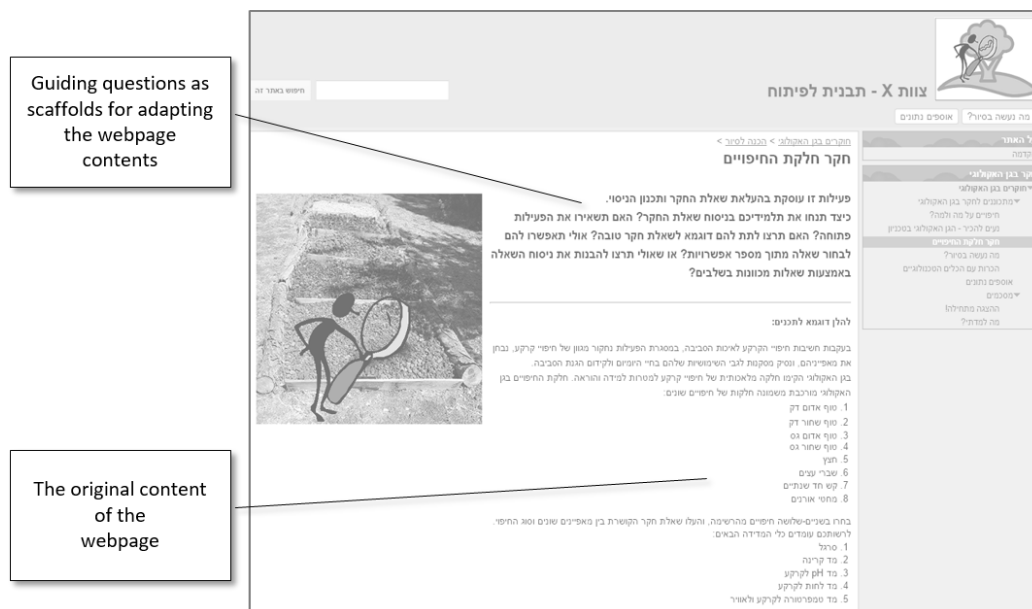 Guiding questions as
scaffolds for adapting
the webpage
contents
The original content
of the
webpage
צוות X - תבנית לפיתוח
חיפוש באתר זה
מה נעשה בסיור?
אוספים נתונים
חוקרים בגן האקולוגי > הכנה לסיור >
חקר חלקת החיפויים
פעילות זו עוסקת בהעלאת שאלת החקר ותכנון הניסוי.
כיצד תנחו את תלמידיכם בניסוח שאלת החקר? האם תשאירו את הפעילות
פתוחה? האם תרצו לתת להם דוגמא לשאלת חקר טובה? אולי תאפשרו להם
לבחור שאלה מתוך מספר אפשרויות? או שאולי תרצו להבנות את ניסוח השאלה
באמצעות שאלות מכוונות בשלבים?
להלן דוגמא לתכנים:
בעקבות חשיבות חיפויי הקרקע לאיכות הסביבה, במסגרת הפעילות נחקור מגוון של חיפויי קרקע, נבחן
את מאפייניהם, ונסיק מסקנות לגבי השימושיות שלהם בחיי היומיום ולקידום הגנת הסביבה.
בגן האקולוגי הקימו חלקה מלאכותית של חיפויי קרקע למטרות למידה והוראה. חלקת החיפויים בגן
האקולוגי מורכבת משמונה חלקות של חיפויים שונים:
1. טוף אדום דק
2. טוף שחור דק
3. טוף אדום גס
4. טוף שחור גס
5. חצץ
6. שברי עצים
7. קש חד שנתיים
8. מחטי אורנים
בחרו בשניים-שלושה חיפויים מהרשימה, והעלו שאלת חקר הקושרת בין מאפיינים שונים וסוג החיפוי.
לרשותכם עומדים כלי המדידה הבאים:
1. סרגל
2. מד קרינה
3. מד pH לקרקע
4. מד לחות לקרקע
5. מד טמפרטורה לקרקע ולאוויר
ל האתר
קדמה
קר בגן האקולוגי
חוקרים בגן האקולוגי
מתכוננים לחקר בגן האקולוגי
חיפויים על מה ולמה?
נעים להכיר - הגן האקולוגי בטכניון
חקר חלקת החיפויים
מה נעשה בסיור?
הכרות עם הכלים הטכנולוגיים
אוספים נתונים
מסכמים
ההצגה מתחילה!
מה למדתי?